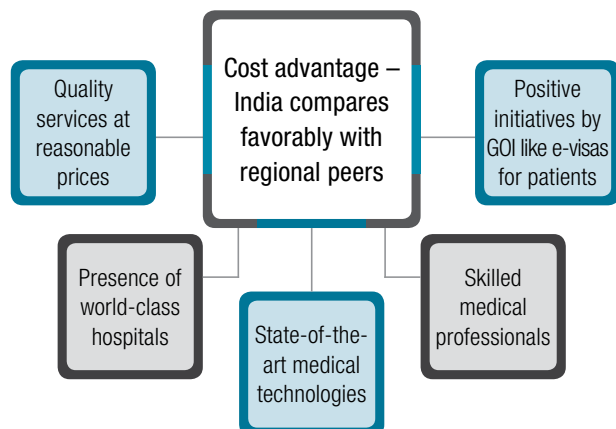 Cost advantage –
India compares
favorably with
regional peers
Quality
services at
reasonable
prices
Positive
initiatives by
GOI like e-visas
for patients
Presence of
world-class
hospitals
State-of-the-
art medical
technologies
Skilled
medical
professionals